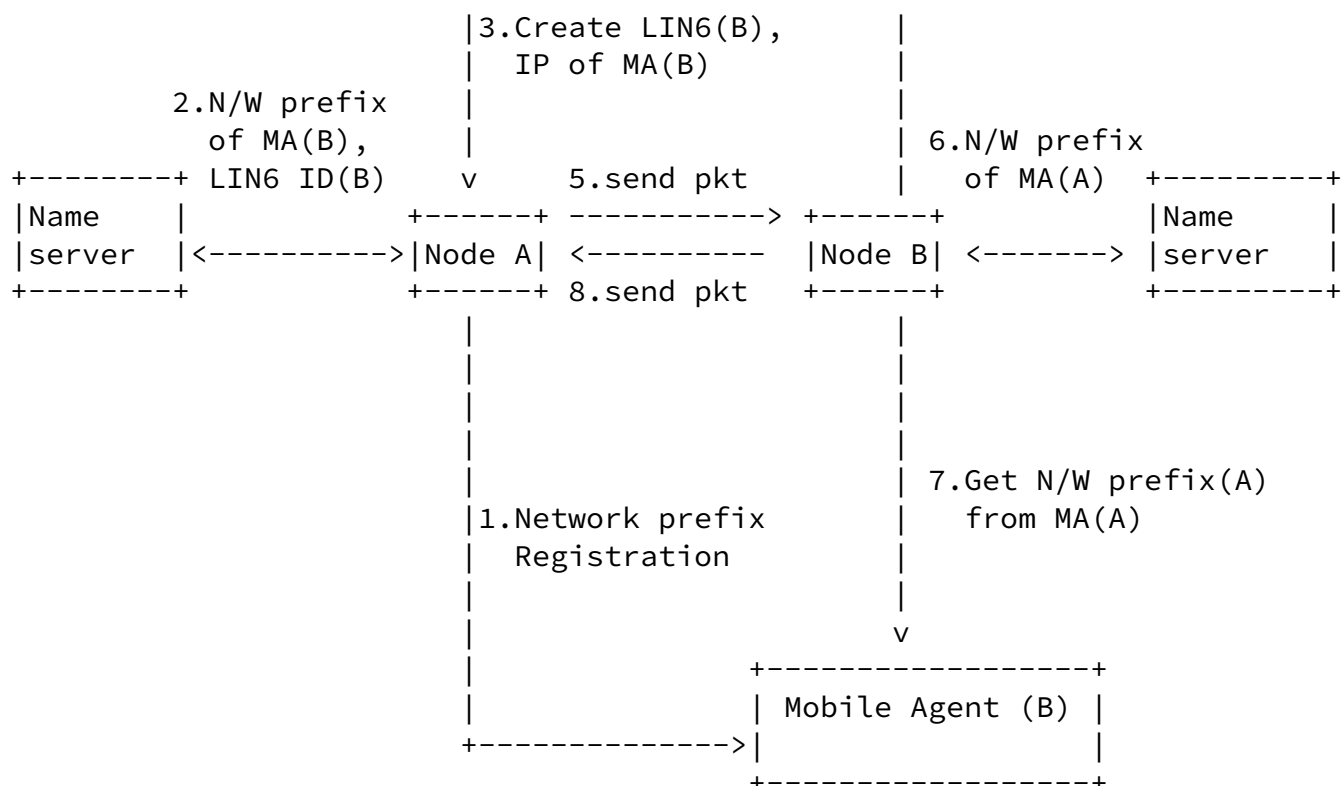 3.Create LIN6(B),
IP of MA(B)
2.N/W prefix
of MA(B),
LIN6 ID(B)
5.send pkt
6.N/W prefix
of MA(A)
Name
server
Node A
Node B
Name
server
8.send pkt
7.Get N/W prefix(A)
from MA(A)
1.Network prefix
Registration
Mobile Agent (B)